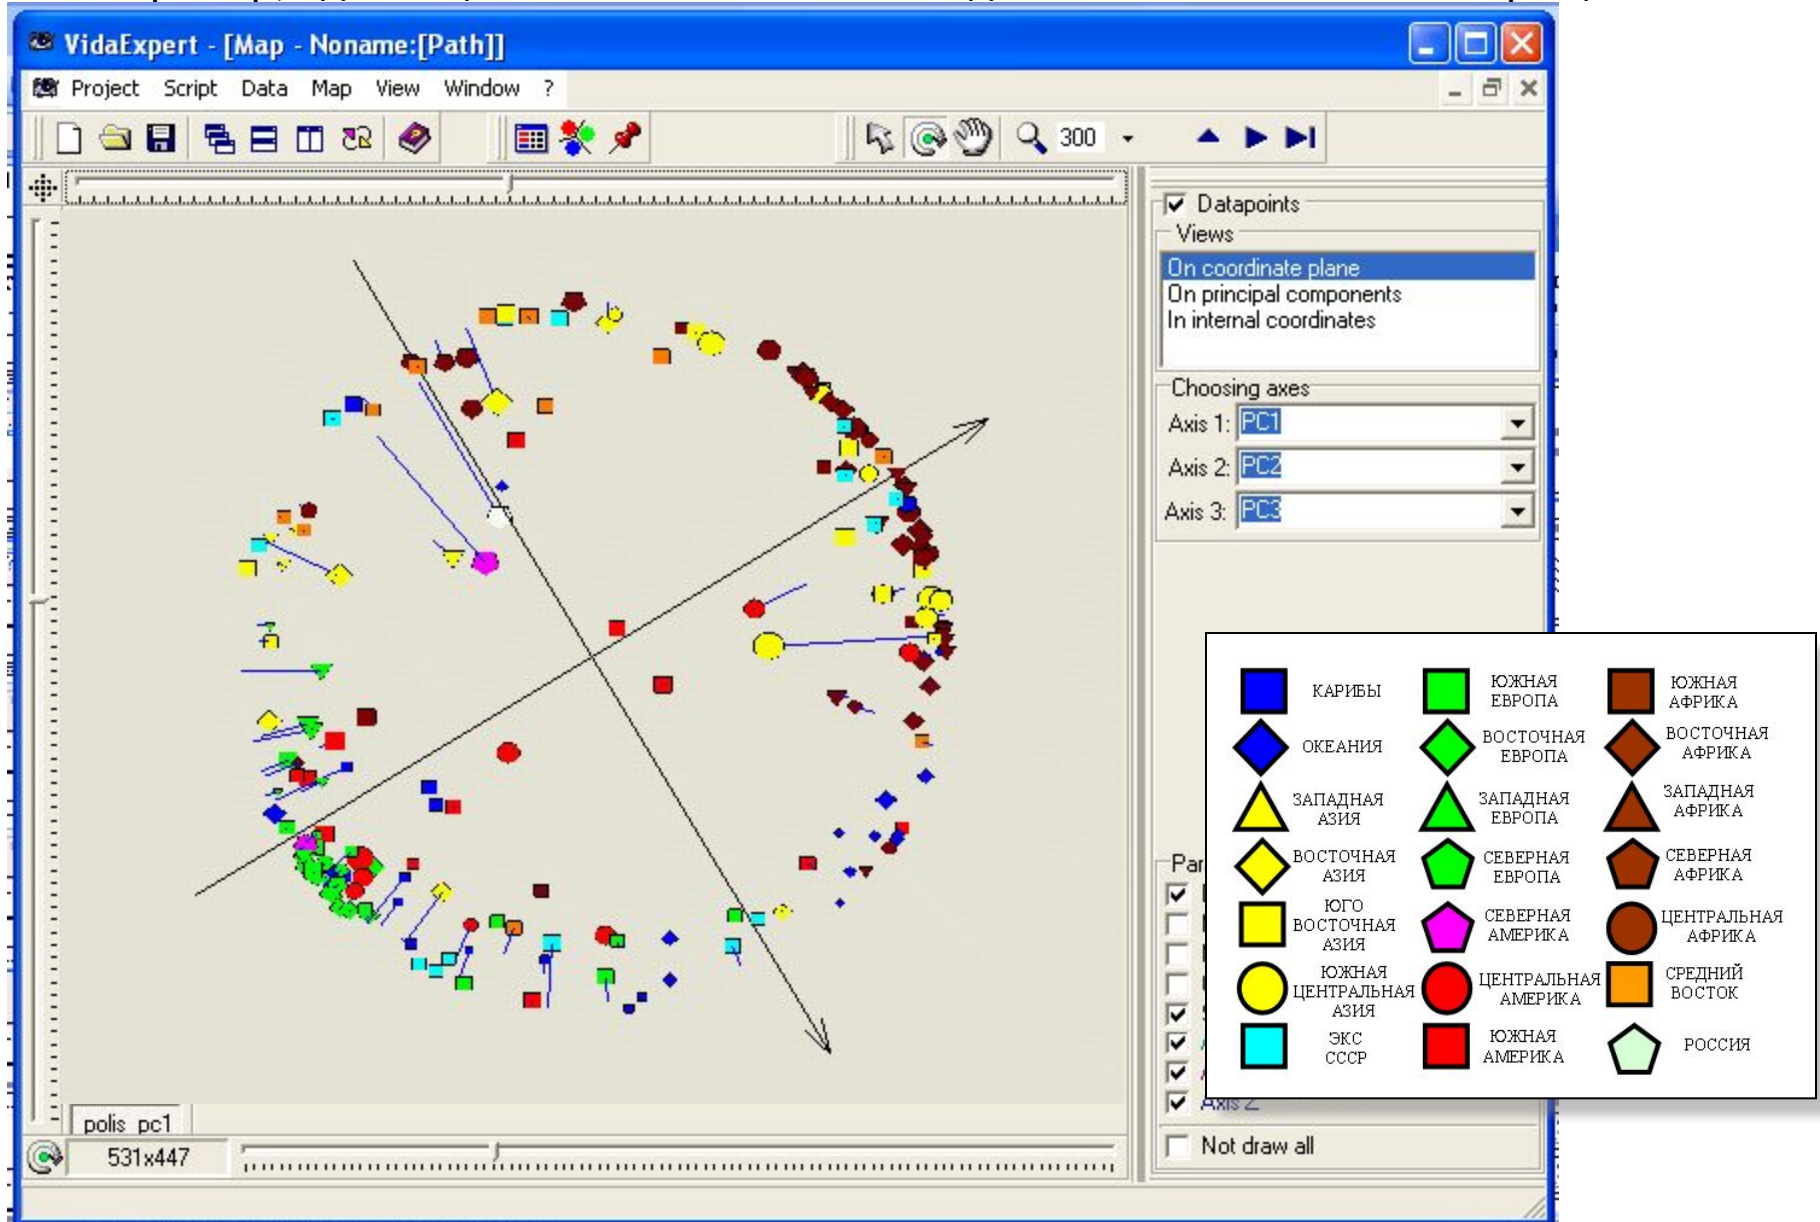 VidaExpert - [Map - Noname:[Path]]
Project Script Data Map View Window ?
300
Datapoints
Views
On coordinate plane
On principal components
In internal coordinates
Choosing axes
Axis 1: PC1
Axis 2: PC2
Axis 3: PC3
КАРИБЫ
ЮЖНАЯ
ЕВРОПА
ЮЖНАЯ
АФРИКА
ОКЕАНИЯ
ВОСТОЧНАЯ
ЕВРОПА
ВОСТОЧНАЯ
АФРИКА
ЗАПАДНАЯ
АЗИЯ
ЗАПАДНАЯ
ЕВРОПА
ЗАПАДНАЯ
АФРИКА
ВОСТОЧНАЯ
АЗИЯ
СЕВЕРНАЯ
ЕВРОПА
СЕВЕРНАЯ
АФРИКА
ЮГО
ВОСТОЧНАЯ
АЗИЯ
СЕВЕРНАЯ
АМЕРИКА
ЦЕНТРАЛЬНАЯ
АФРИКА
ЮЖНАЯ
ЦЕНТРАЛЬНАЯ
АЗИЯ
ЦЕНТРАЛЬНАЯ
АМЕРИКА
СРЕДНИЙ
ВОСТОК
ЭКС
СССР
ЮЖНАЯ
АМЕРИКА
РОССИЯ
Axis 2
Not draw all
polis_pc1
531x447